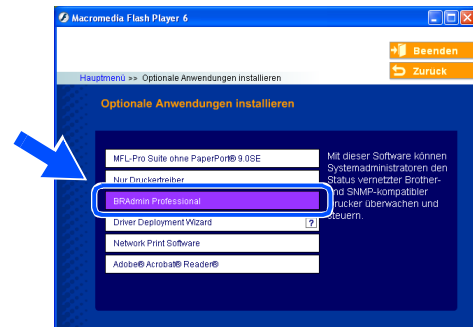 Macromedia Flash Player 6
Beenden
Zurück
Hauptmenü >> Optionale Anwendungen installieren
Optionale Anwendungen installieren
MFL-Pro Suite ohne PaperPort® 9.0SE
Nur Druckertreiber
BRAdmin Professional
Driver Deployment Wizard ?
Network Print Software
Adobe® Acrobat® Reader®
Mit dieser Software können
Systemadministratoren den
Status vernetzter Brother-
und SNMP-kompatibler
Drucker überwachen und
steuern.